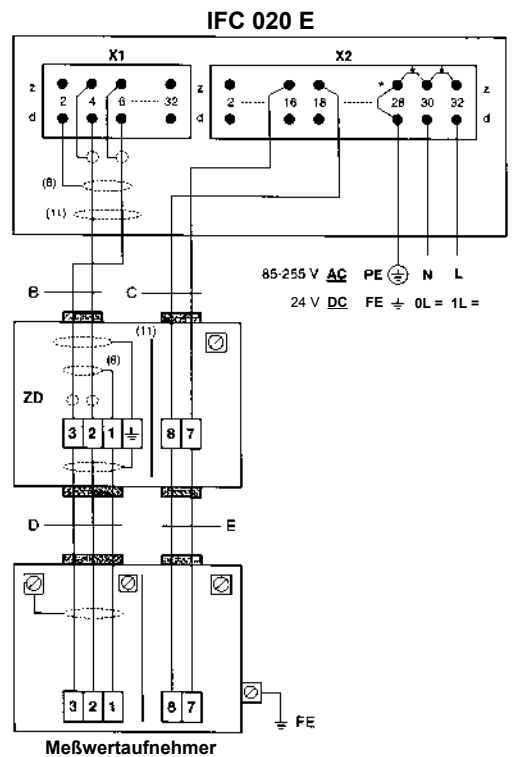 IFC 020 E
X1 X2
z 2 4 6 32 z 2 16 18 28 30 32 z
*
d d d
(8)
(11)
85-255 V AC PE N L
24 V DC FE 0L = 1L =
B C
(11)
(8)
ZD
3 2 1 8 7
D E
3 2 1 8 7
FE
Meßwertaufnehmer